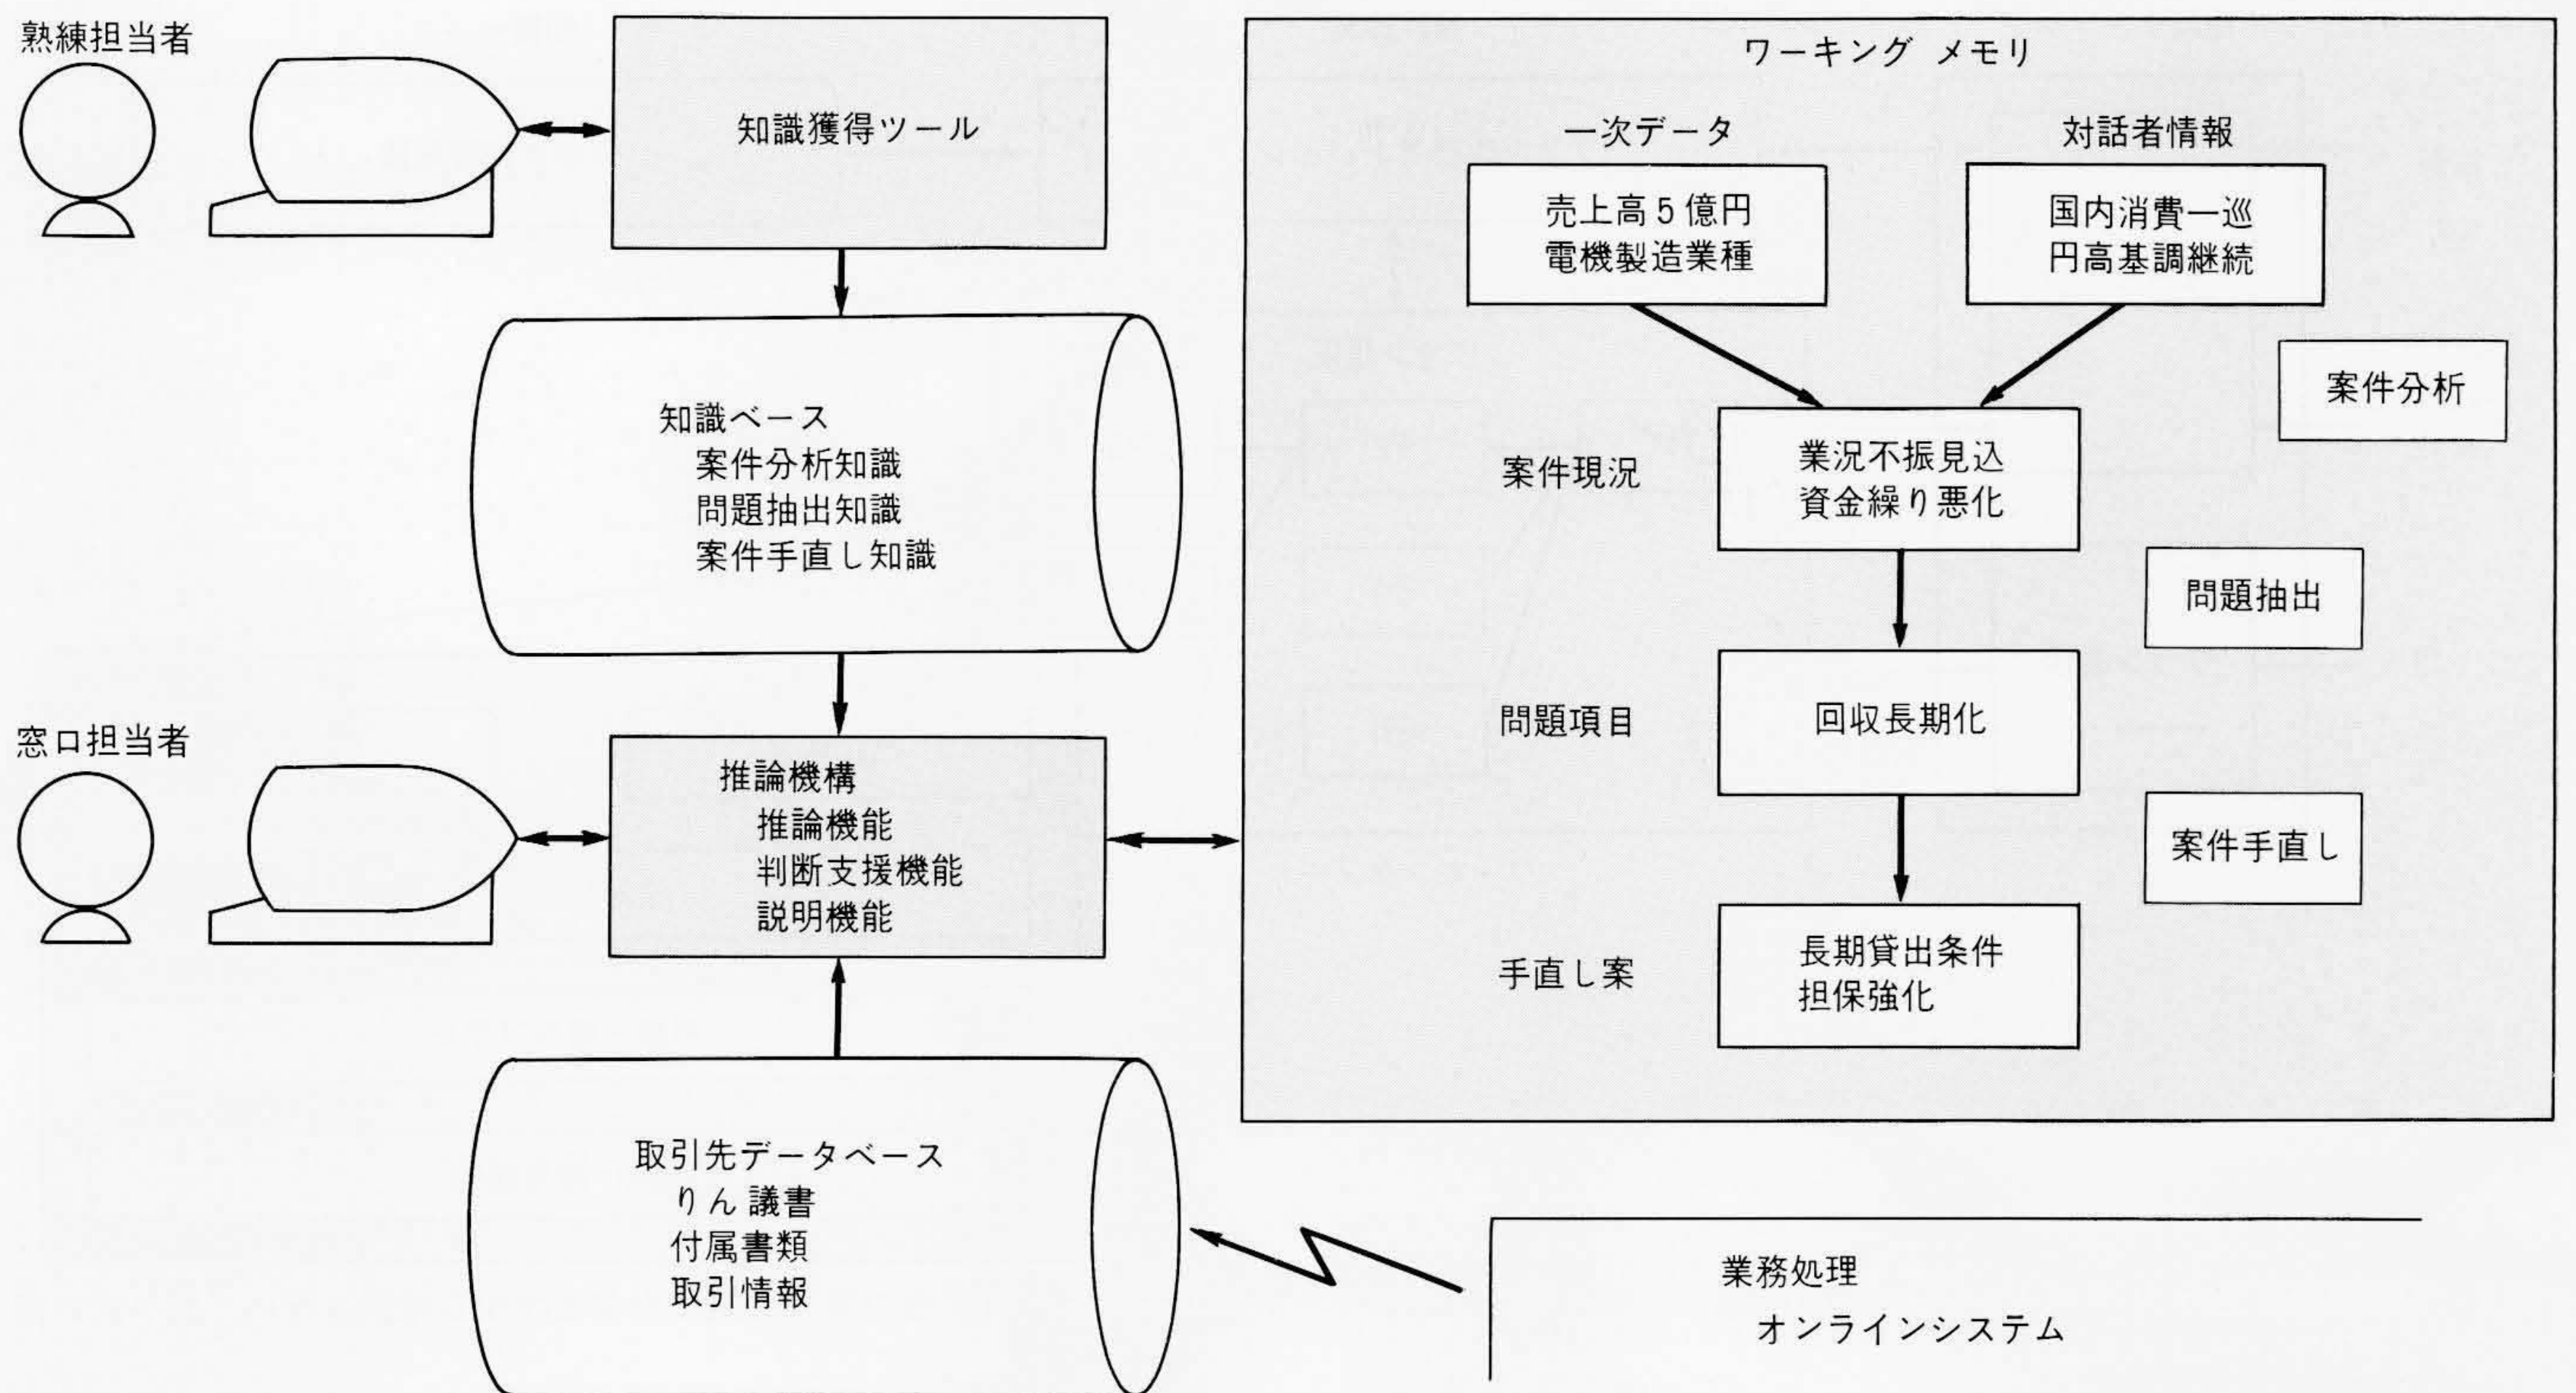 熟練担当者
知識獲得ツール
知識ベース
案件分析知識
問題抽出知識
案件手直し知識
窓口担当者
推論機構
推論機能
判断支援機能
説明機能
取引先データベース
りん議書
付属書類
取引情報
ワーキング メモリ
一次データ
対話者情報
売上高5億円
電機製造業種
国内消費一巡
円高基調継続
案件分析
案件現況
業況不振見込
資金繰り悪化
問題抽出
問題項目
回収長期化
案件手直し
手直し案
長期貸出条件
担保強化
業務処理
オンラインシステム